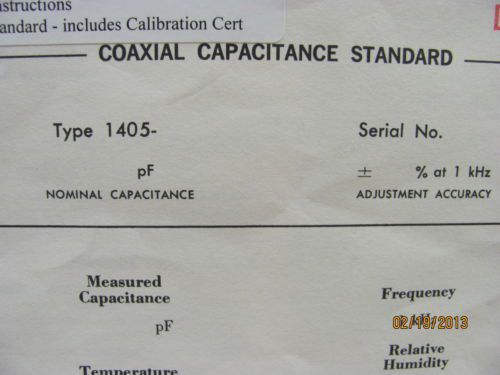 nstructions
andard - includes Calibration Cert
COAXIAL CAPACITANCE STANDARD
Type 1405-
Serial No.
pF
± % at 1 kHz
NOMINAL CAPACITANCE
ADJUSTMENT ACCURACY
Measured
Capacitance
Frequency
pF
kHz
02/19/2013
Relative
Humidity
Temperature